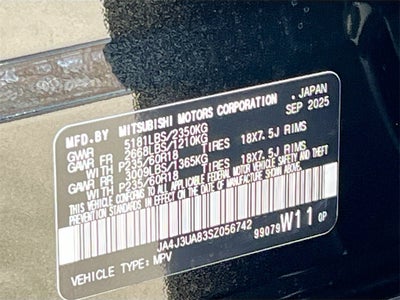 MFD.BY MITSUBISHI MOTORS CORPORATION , JAPAN
SEP 2025
GWR 5181LBS/2350KG
GAWR FR 2668LBS/1210KG
WITH P235/60R18 TIRES 18X7.5J RIMS
GAWR RR 3009LBS/1365KG
WITH P235/60R18 TIRES 18X7.5J RIMS
THIS VEHICLE CONFORMS TO ALL APPLICABLE FEDERAL MOTOR VEHICLE SAFETY AND THEFT
PREVENTION STANDARDS IN EFFECT ON THE DATE OF MANUFACTURE SHOWN ABOVE.
JA4J3UA83SZ056742
99079 W11 0P
VEHICLE TYPE: MPV